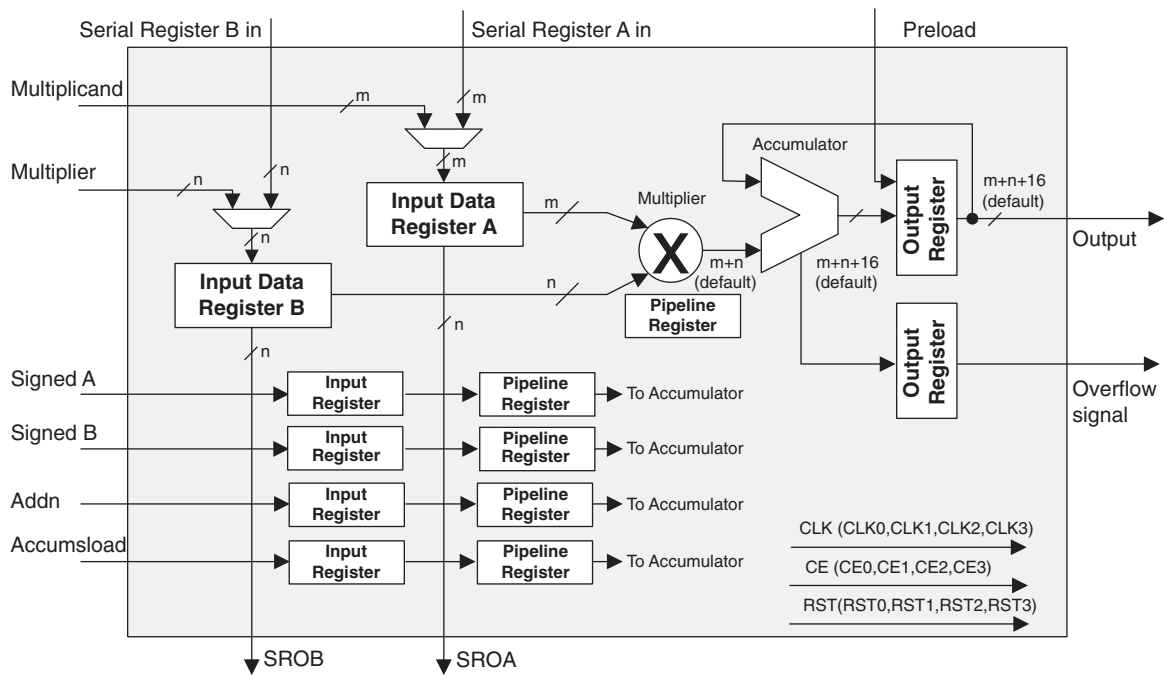 Serial Register B in
Serial Register A in
Preload
Multiplicand
m
m
Accumulator
Multiplier
n
n
m
m+n+16
(default)
Input Data
Register A
m
Multiplier
Output
Register
Output
n
X
m+n
(default)
m+n+16
(default)
Input Data
Register B
n
Pipeline
Register
n
n
Output
Register
Overflow
signal
Signed A
Input
Register
Pipeline
Register
To Accumulator
Signed B
Input
Register
Pipeline
Register
To Accumulator
Addn
Input
Register
Pipeline
Register
To Accumulator
Accumsload
Input
Register
Pipeline
Register
To Accumulator
CLK (CLK0,CLK1,CLK2,CLK3)
CE (CE0,CE1,CE2,CE3)
RST(RST0,RST1,RST2,RST3)
SROB
SROA